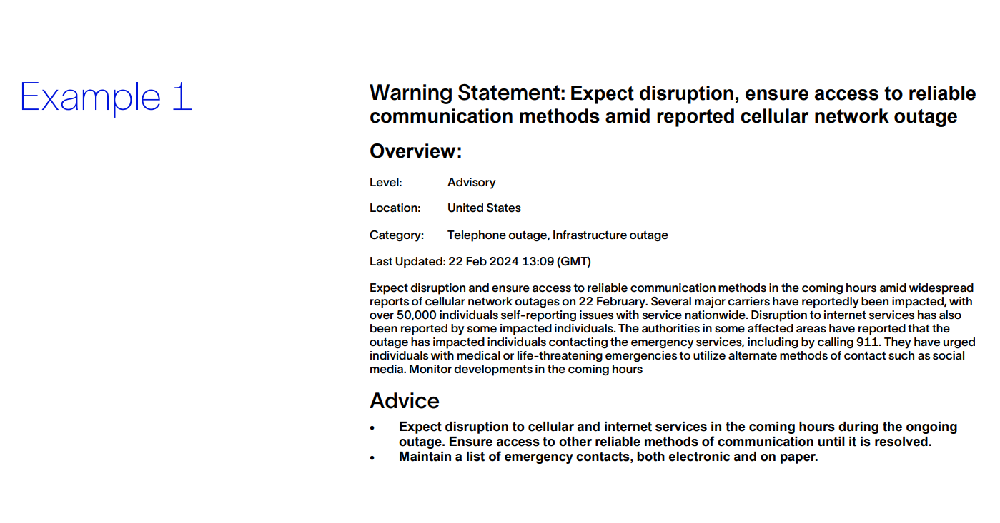 Example 1
Warning Statement: Expect disruption, ensure access to reliable
communication methods amid reported cellular network outage
Overview:
Level: Advisory
Location: United States
Category: Telephone outage, Infrastructure outage
Last Updated: 22 Feb 2024 13:09 (GMT)
Expect disruption and ensure access to reliable communication methods in the coming hours amid widespread
reports of cellular network outages on 22 February. Several major carriers have reportedly been impacted, with
over 50,000 individuals self-reporting issues with service nationwide. Disruption to internet services has also
been reported by some impacted individuals. The authorities in some affected areas have reported that the
outage has impacted individuals contacting the emergency services, including by calling 911. They have urged
individuals with medical or life-threatening emergencies to utilize alternate methods of contact such as social
media. Monitor developments in the coming hours
Advice
• Expect disruption to cellular and internet services in the coming hours during the ongoing
outage. Ensure access to other reliable methods of communication until it is resolved.
• Maintain a list of emergency contacts, both electronic and on paper.